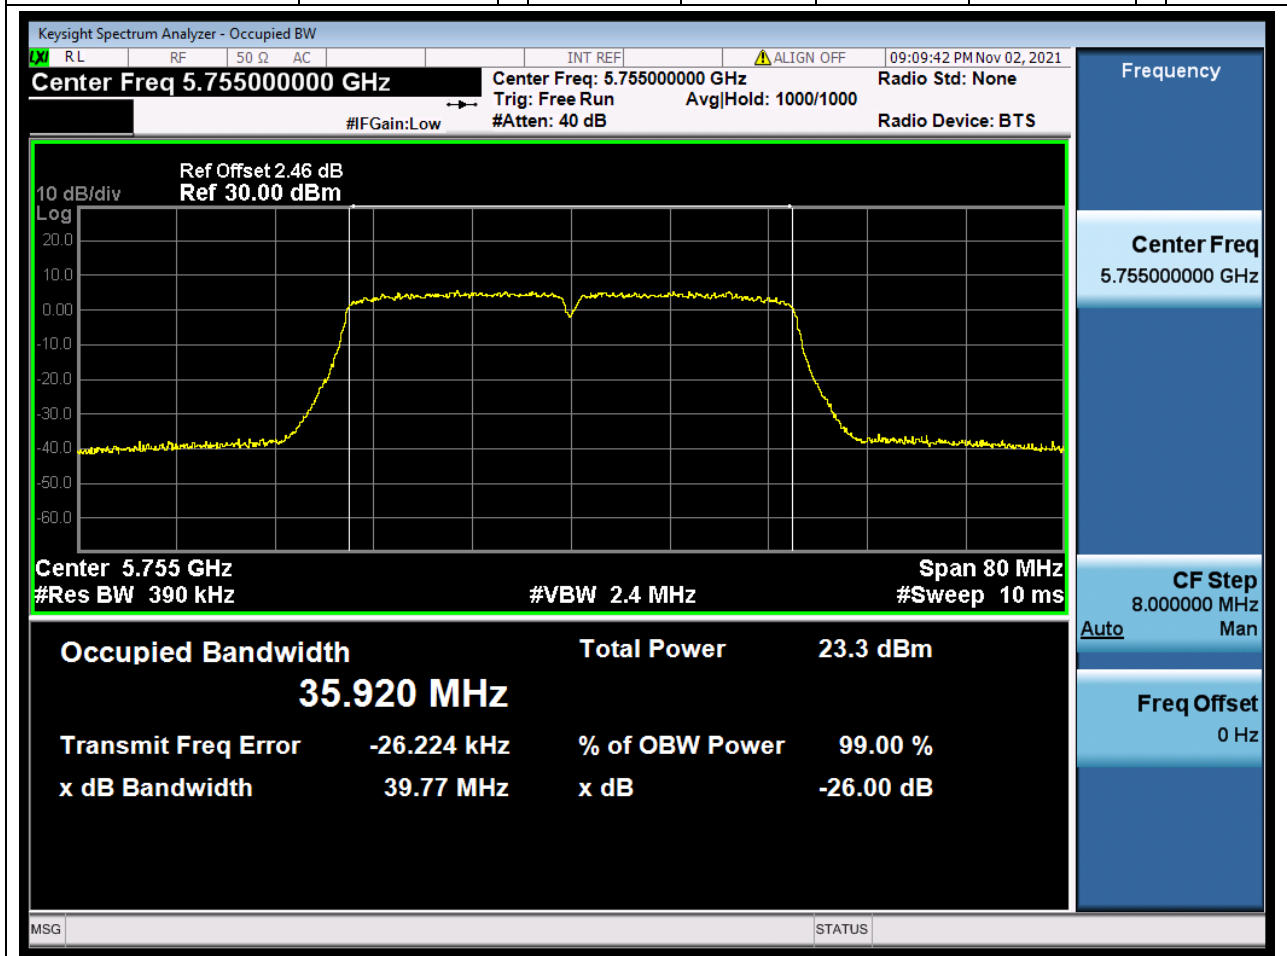 Keysight Spectrum Analyzer - Occupied BW
LXI RL RF 50 Ω AC INT REF ALIGN OFF 09:09:42 PM Nov 02, 2021
Center Freq 5.755000000 GHz
Center Freq: 5.755000000 GHz Radio Std: None
Trig: Free Run Avg|Hold: 1000/1000
#IFGain:Low #Atten: 40 dB Radio Device: BTS
Ref Offset 2.46 dB
10 dB/div Ref 30.00 dBm
Log
20.0
10.0
0.00
-10.0
-20.0
-30.0
-40.0
-50.0
-60.0
Center 5.755 GHz Span 80 MHz
#Res BW 390 kHz #VBW 2.4 MHz #Sweep 10 ms
Occupied Bandwidth Total Power 23.3 dBm
35.920 MHz
Transmit Freq Error -26.224 kHz % of OBW Power 99.00 %
x dB Bandwidth 39.77 MHz x dB -26.00 dB
MSG STATUS
Frequency
Center Freq
5.755000000 GHz
CF Step
8.000000 MHz
Auto Man
Freq Offset
0 Hz